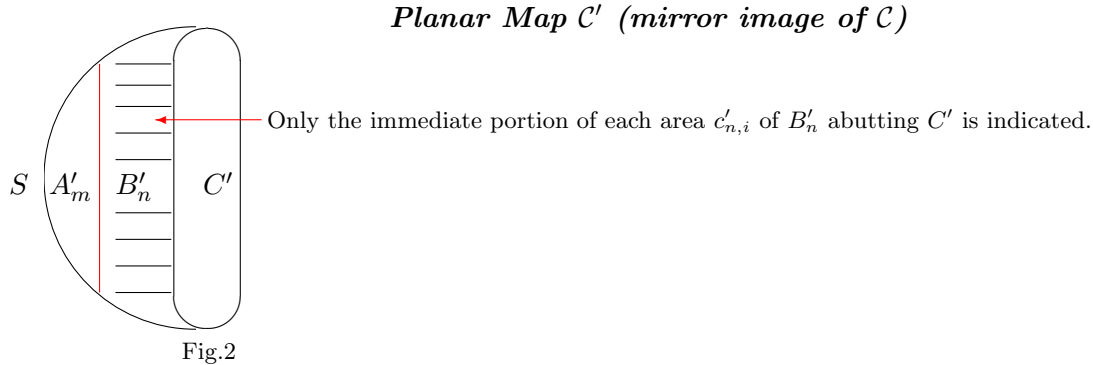 Planar Map 𝒞′ (mirror image of 𝒞)
Only the immediate portion of each area c′n,i of B′n abutting C′ is indicated.
S A′m B′n C′
Fig.2